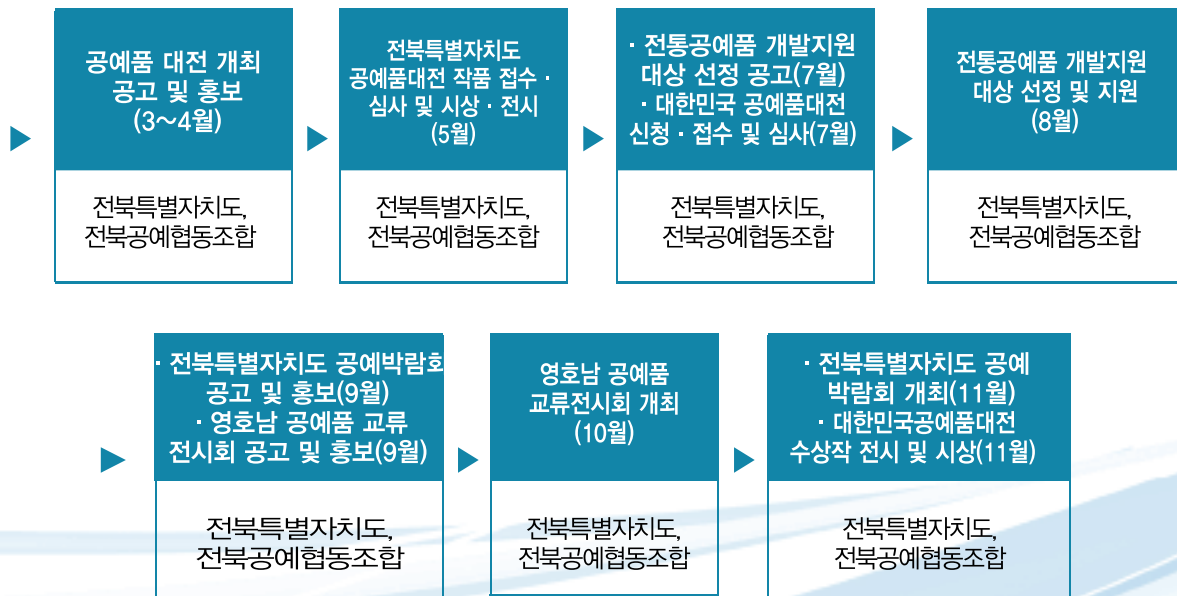 공예품 대전 개최
공고 및 홍보
(3~4월)
전북특별자치도,
전북공예협동조합
전북특별자치도
공예품대전 작품 접수 ·
심사 및 시상 · 전시
(5월)
전북특별자치도,
전북공예협동조합
· 전통공예품 개발지원
대상 선정 공고(7월)
· 대한민국 공예품대전
신청 · 접수 및 심사(7월)
전북특별자치도,
전북공예협동조합
전통공예품 개발지원
대상 선정 및 지원
(8월)
전북특별자치도,
전북공예협동조합
· 전북특별자치도 공예박람회
공고 및 홍보(9월)
· 영호남 공예품 교류
전시회 공고 및 홍보(9월)
전북특별자치도,
전북공예협동조합
영호남 공예품
교류전시회 개최
(10월)
전북특별자치도,
전북공예협동조합
· 전북특별자치도 공예
박람회 개최(11월)
· 대한민국공예품대전
수상작 전시 및 시상(11월)
전북특별자치도,
전북공예협동조합